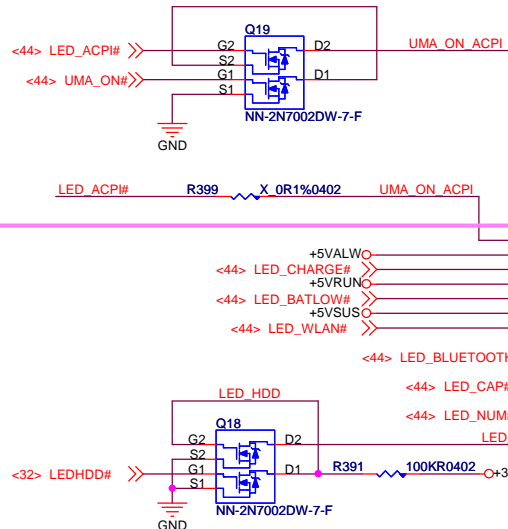 Q19
<44> LED_ACPI# G2 D2 UMA_ON_ACPI
S2
<44> UMA_ON# G1 D1
S1
NN-2N7002DW-7-F
GND
LED_ACPI# R399 X_0R1%0402 UMA_ON_ACPI
+5VALW
<44> LED_CHARGE#
+5VRUN
<44> LED_BATLOW#
+5VSUS
<44> LED_WLAN#
<44> LED_BLUETOOTH
<44> LED_CAP#
<44> LED_NUM#
LED_HDD
Q18
G2 D2 LED
S2
<32> LEDHDD# G1 D1 R391 100KR0402 +3
S1
NN-2N7002DW-7-F
GND